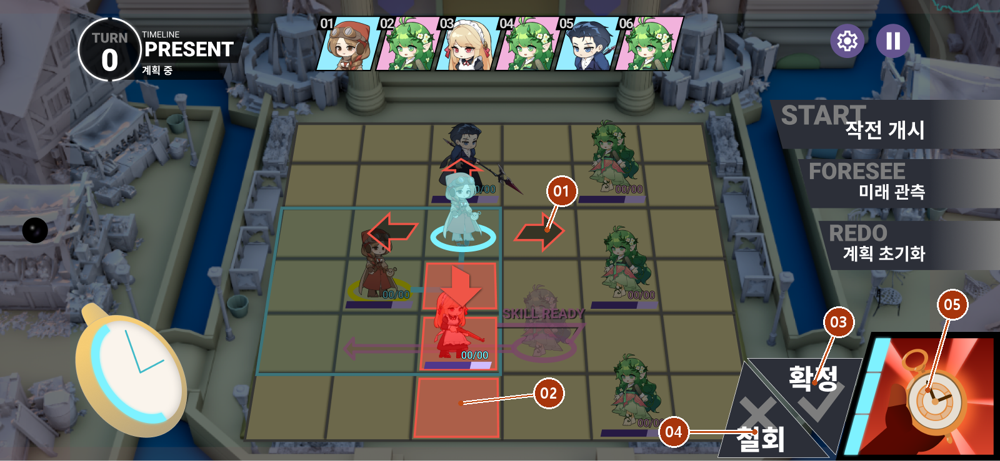 TURN
0
TIMELINE
PRESENT
계획 중
01
02
03
04
05
06
START
작전 개시
FORESEE
미래 관측
REDO
계획 초기화
0/00
00/00
01
00/00
00/00
SKILL READY
00/00
02
00/0
03
확정
04
철회
05